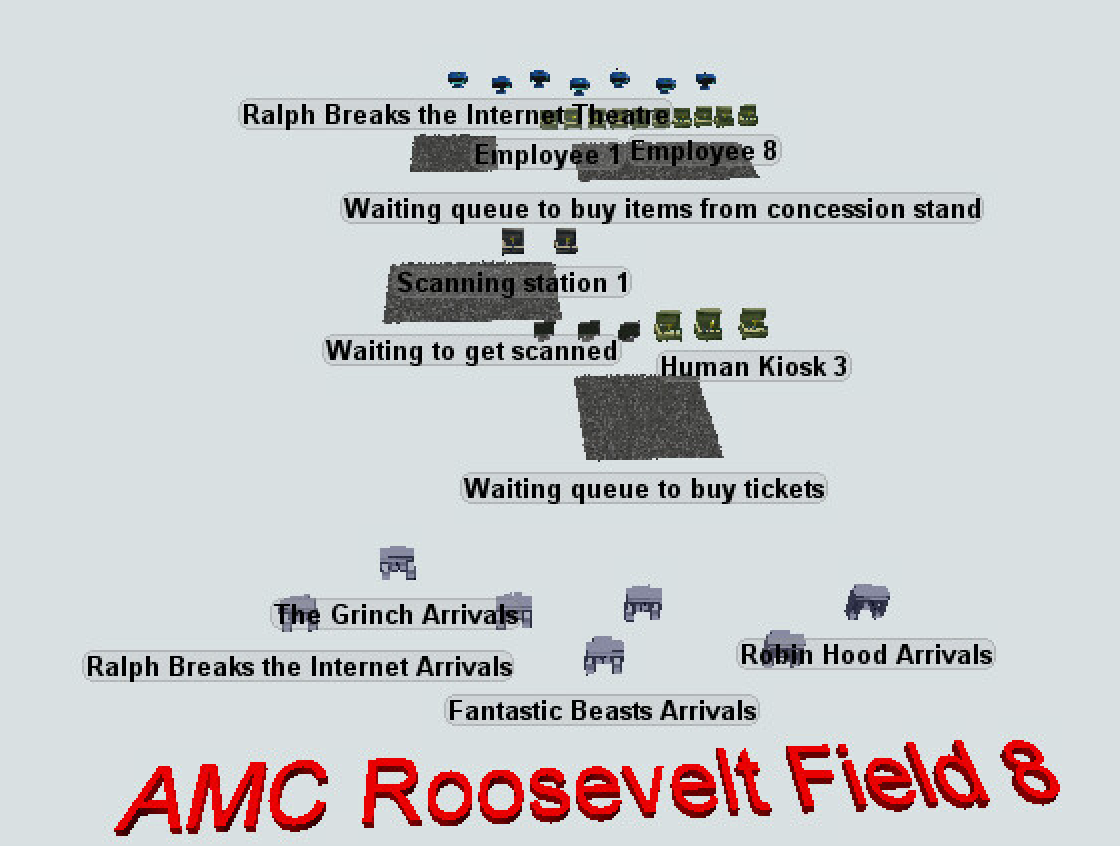 Ralph Breaks the Internet Theatre
Employee 1
Employee 8
Waiting queue to buy items from concession stand
Scanning station 1
Waiting to get scanned
Human Kiosk 3
Waiting queue to buy tickets
The Grinch Arrivals
Ralph Breaks the Internet Arrivals
Robin Hood Arrivals
Fantastic Beasts Arrivals
AMC Roosevelt Field 8